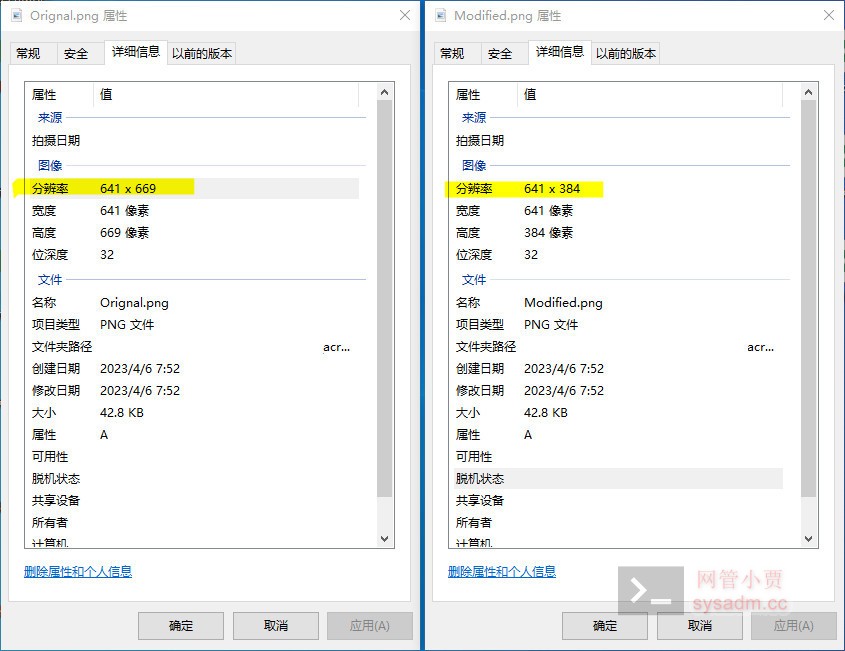 Orignal.png 属性
常规 安全 详细信息 以前的版本
属性 值
来源
拍摄日期
图像
分辨率 641 x 669
宽度 641 像素
高度 669 像素
位深度 32
文件
名称 Orignal.png
项目类型 PNG 文件
文件夹路径 acr...
创建日期 2023/4/6 7:52
修改日期 2023/4/6 7:52
大小 42.8 KB
属性 A
可用性
脱机状态
共享设备
所有者
计算机
删除属性和个人信息
确定 取消 应用(A)
Modified.png 属性
常规 安全 详细信息 以前的版本
属性 值
来源
拍摄日期
图像
分辨率 641 x 384
宽度 641 像素
高度 384 像素
位深度 32
文件
名称 Modified.png
项目类型 PNG 文件
文件夹路径 acr...
创建日期 2023/4/6 7:52
修改日期 2023/4/6 7:52
大小 42.8 KB
属性 A
可用性
脱机状态
共享设备
所有者
计算机
删除属性和个人信息
确定 取消 应用(A)
网管小贾
sysadm.cc